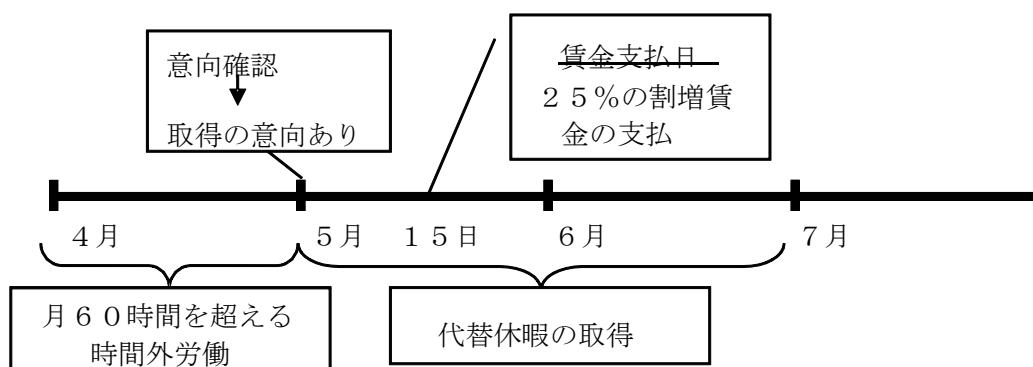 意向確認
取得の意向あり
賃金支払日
２５％の割増賃
金の支払
４月
５月
１５日
６月
７月
月６０時間を超える
時間外労働
代替休暇の取得